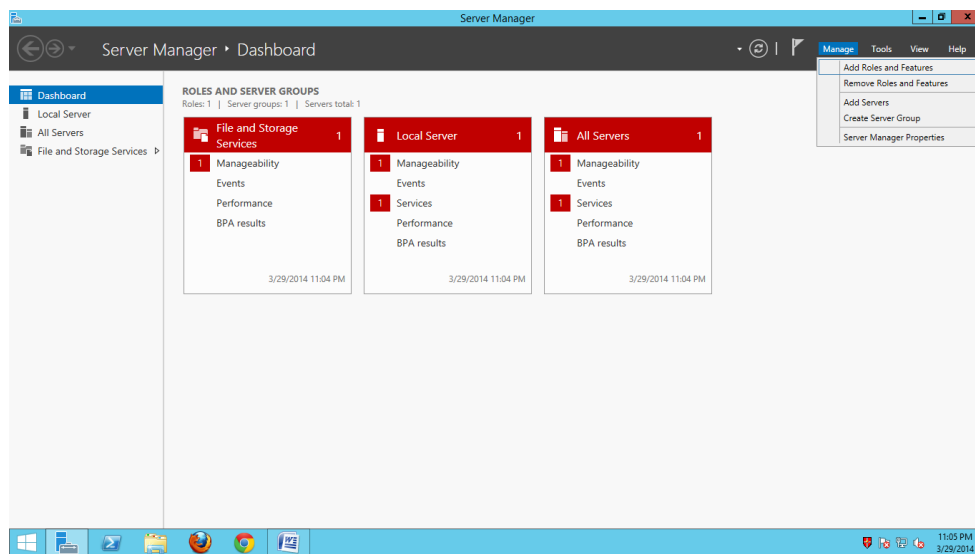 Server Manager
Server Manager • Dashboard
Manage Tools View Help
Add Roles and Features
Remove Roles and Features
Add Servers
Create Server Group
Server Manager Properties
Dashboard
Local Server
All Servers
File and Storage Services
ROLES AND SERVER GROUPS
Roles: 1 | Server groups: 1 | Servers total: 1
File and Storage Services 1
1 Manageability
Events
Performance
BPA results
3/29/2014 11:04 PM
Local Server 1
1 Manageability
Events
1 Services
Performance
BPA results
3/29/2014 11:04 PM
All Servers 1
1 Manageability
Events
1 Services
Performance
BPA results
3/29/2014 11:04 PM
11:05 PM
3/29/2014